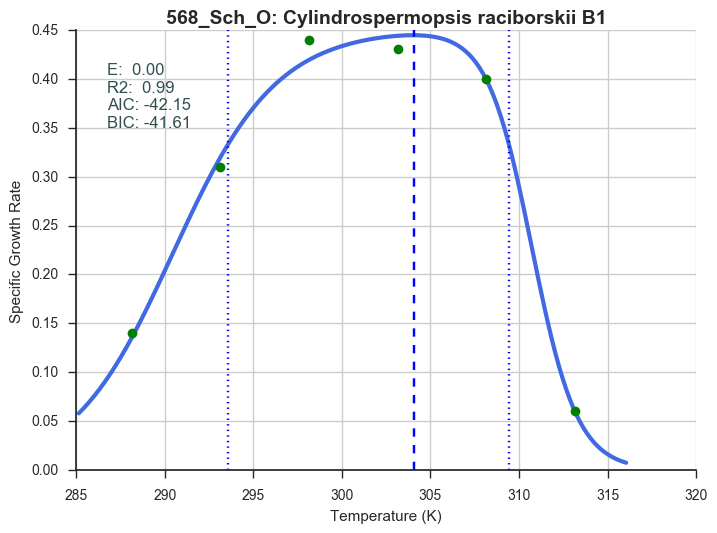 568_Sch_O: Cylindrospermopsis raciborskii B1
E:  0.00
R2:  0.99
AIC: -42.15
BIC: -41.61
Specific Growth Rate
0.45
0.40
0.35
0.30
0.25
0.20
0.15
0.10
0.05
0.00
285 290 295 300 305 310 315 320
Temperature (K)